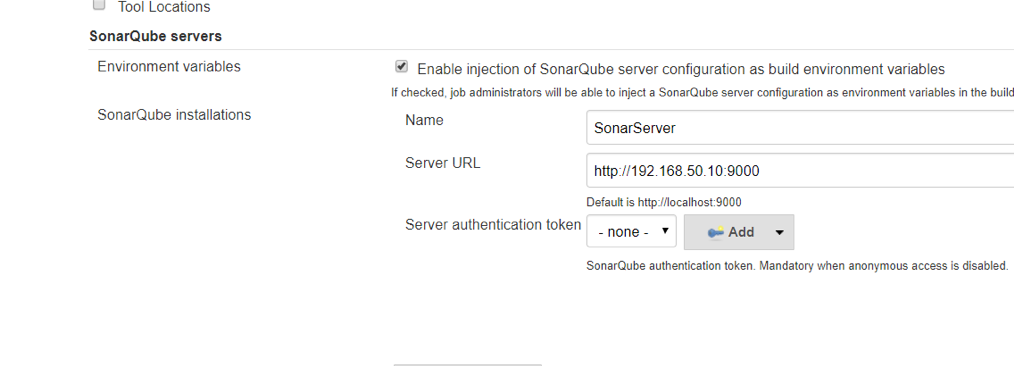 Tool Locations
SonarQube servers
Environment variables
Enable injection of SonarQube server configuration as build environment variables
If checked, job administrators will be able to inject a SonarQube server configuration as environment variables in the build
SonarQube installations
Name
SonarServer
Server URL
http://192.168.50.10:9000
Default is http://localhost:9000
Server authentication token
- none -
Add
SonarQube authentication token. Mandatory when anonymous access is disabled.